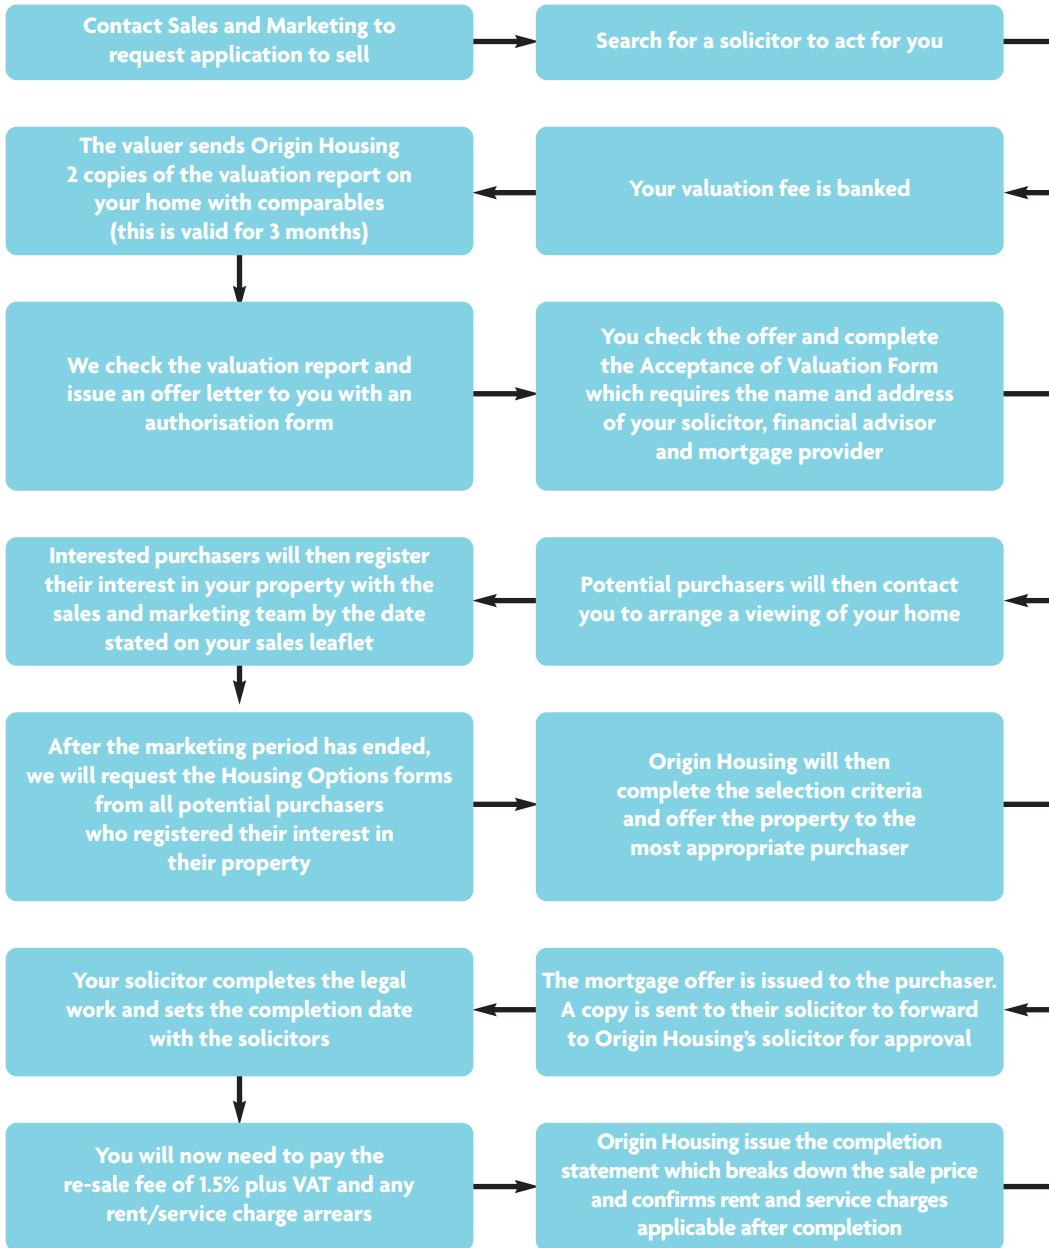 Contact Sales and Marketing to
request application to sell
Search for a solicitor to act for you
The valuer sends Origin Housing
2 copies of the valuation report on
your home with comparables
(this is valid for 3 months)
Your valuation fee is banked
We check the valuation report and
issue an offer letter to you with an
authorisation form
You check the offer and complete
the Acceptance of Valuation Form
which requires the name and address
of your solicitor, financial advisor
and mortgage provider
Interested purchasers will then register
their interest in your property with the
sales and marketing team by the date
stated on your sales leaflet
Potential purchasers will then contact
you to arrange a viewing of your home
After the marketing period has ended,
we will request the Housing Options forms
from all potential purchasers
who registered their interest in
their property
Origin Housing will then
complete the selection criteria
and offer the property to the
most appropriate purchaser
Your solicitor completes the legal
work and sets the completion date
with the solicitors
The mortgage offer is issued to the purchaser.
A copy is sent to their solicitor to forward
to Origin Housing’s solicitor for approval
You will now need to pay the
re-sale fee of 1.5% plus VAT and any
rent/service charge arrears
Origin Housing issue the completion
statement which breaks down the sale price
and confirms rent and service charges
applicable after completion